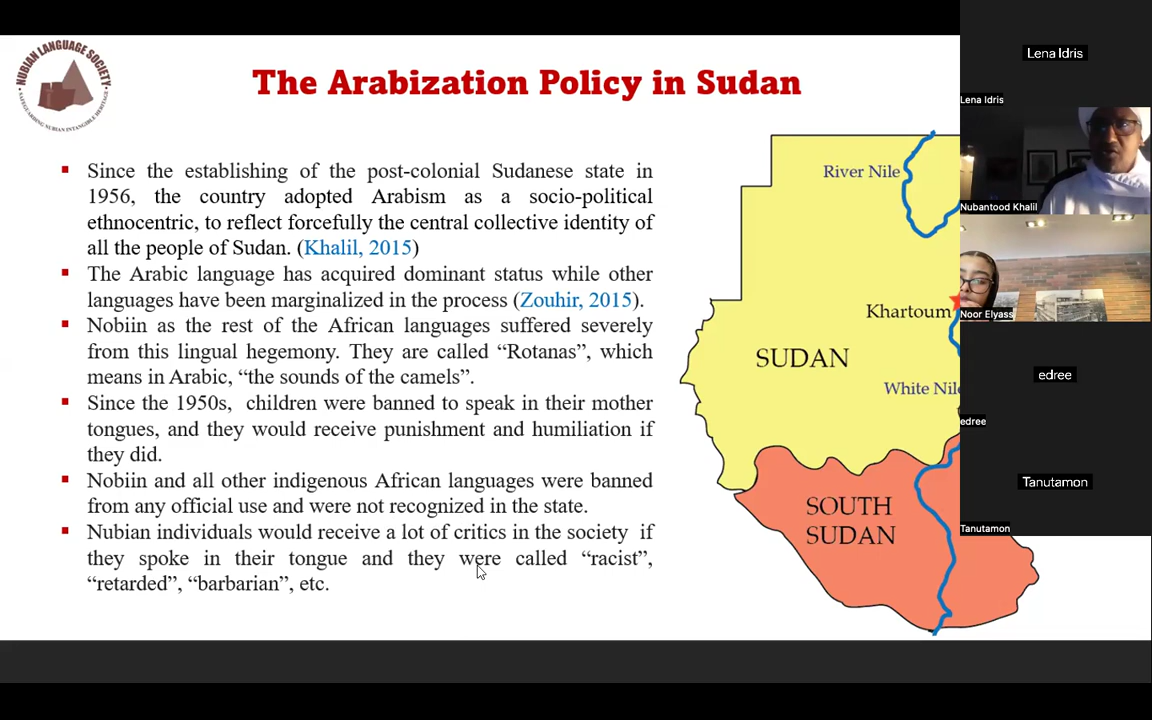 NUBIAN LANGUAGE SOCIETY
SAFEGUARDING NUBIAN INTANGIBLE HERITAGE
The Arabization Policy in Sudan
Since the establishing of the post-colonial Sudanese state in
1956, the country adopted Arabism as a socio-political
ethnocentric, to reflect forcefully the central collective identity of
all the people of Sudan. (Khalil, 2015)
The Arabic language has acquired dominant status while other
languages have been marginalized in the process (Zouhir, 2015).
Nobiin as the rest of the African languages suffered severely
from this lingual hegemony. They are called “Rotanas”, which
means in Arabic, “the sounds of the camels”.
Since the 1950s, children were banned to speak in their mother
tongues, and they would receive punishment and humiliation if
they did.
Nobiin and all other indigenous African languages were banned
from any official use and were not recognized in the state.
Nubian individuals would receive a lot of critics in the society if
they spoke in their tongue and they were called “racist”,
“retarded”, “barbarian”, etc.
River Nile
Khartoum
SUDAN
White Nile
SOUTH
SUDAN
Lena Idris
Lena Idris
Nubantood Khalil
Noor Elyass
edree
edree
Tanutamon
Tanutamon